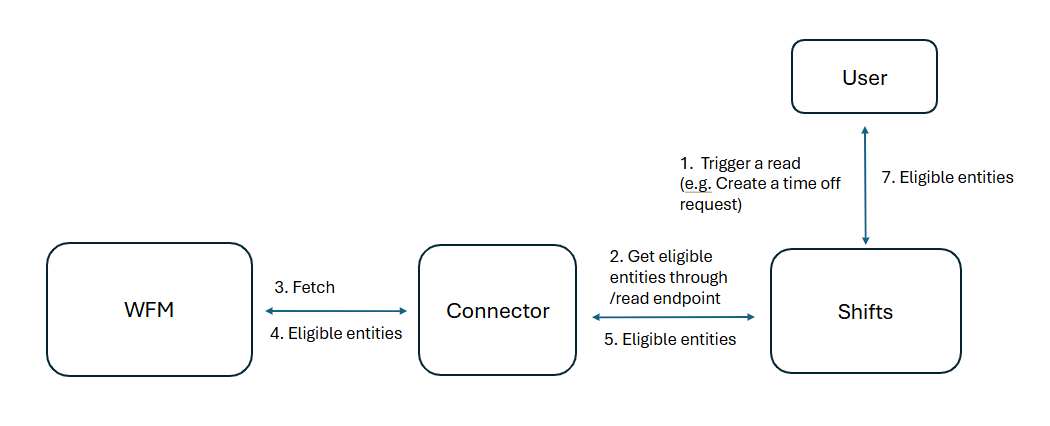 User
1. Trigger a read
(e.g. Create a time off
request)
7. Eligible entities
WFM
3. Fetch
4. Eligible entities
Connector
2. Get eligible
entities through
/read endpoint
5. Eligible entities
Shifts